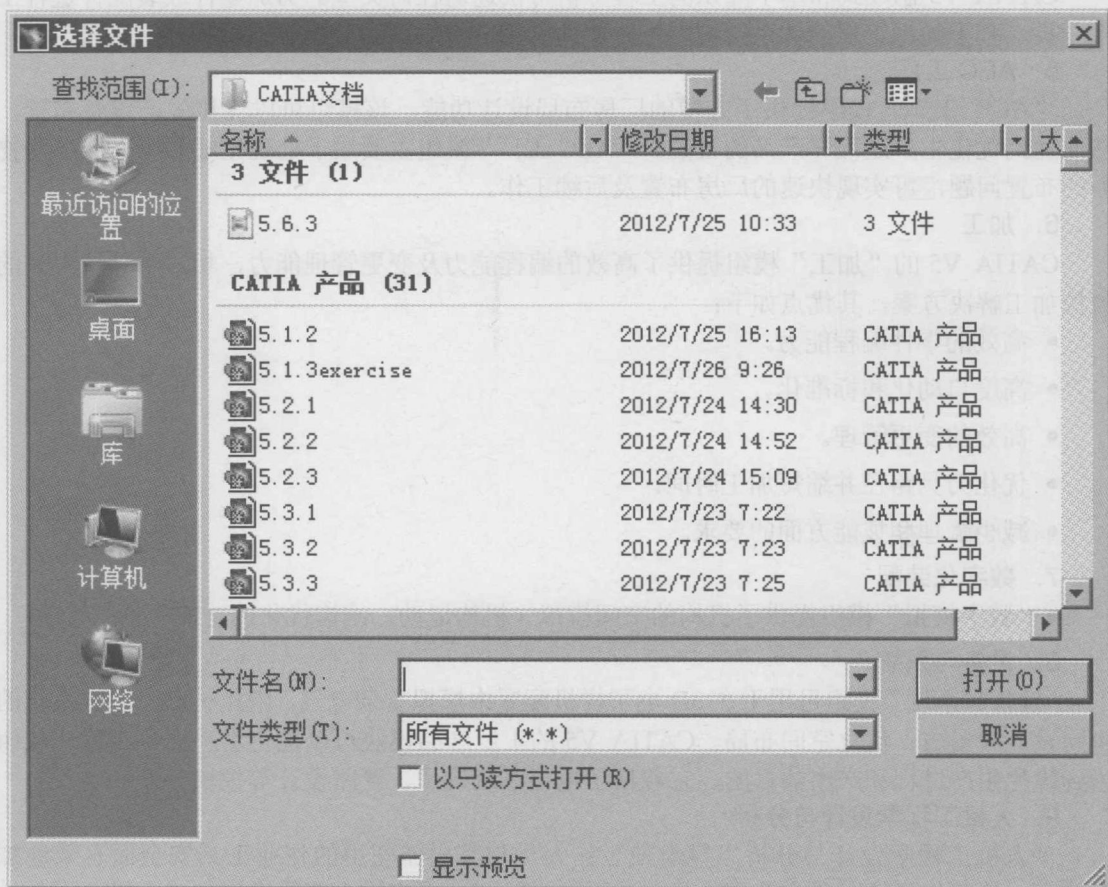 选择文件
查找范围(I):
CATIA文档
名称 修改日期 类型 大
3 文件 (1)
5.6.3 2012/7/25 10:33 3 文件
CATIA 产品 (31)
5.1.2 2012/7/25 16:13 CATIA 产品
5.1.3exercise 2012/7/26 9:26 CATIA 产品
5.2.1 2012/7/24 14:30 CATIA 产品
5.2.2 2012/7/24 14:52 CATIA 产品
5.2.3 2012/7/24 15:09 CATIA 产品
5.3.1 2012/7/23 7:22 CATIA 产品
5.3.2 2012/7/23 7:23 CATIA 产品
5.3.3 2012/7/23 7:25 CATIA 产品
最近访问的位
置
桌面
库
计算机
网络
文件名(N):
打开(O)
文件类型(T):
所有文件 (*.*)
取消
以只读方式打开(R)
显示预览